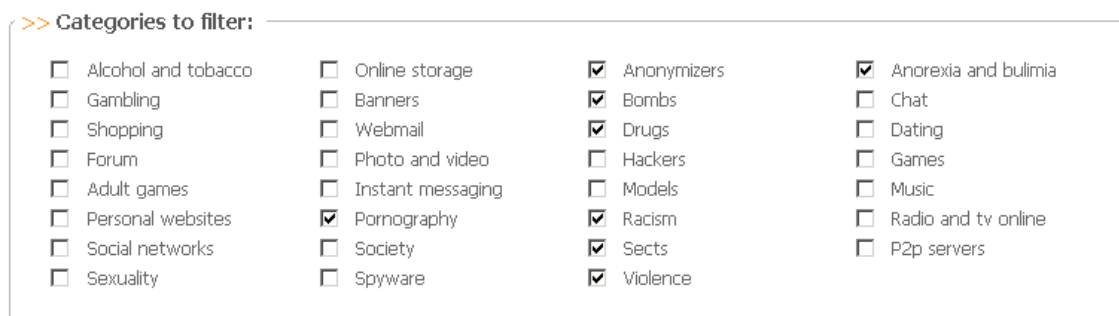 >> Categories to filter:
Alcohol and tobacco Online storage Anonymizers Anorexia and bulimia
Gambling Banners Bombs Chat
Shopping Webmail Drugs Dating
Forum Photo and video Hackers Games
Adult games Instant messaging Models Music
Personal websites Pornography Racism Radio and tv online
Social networks Society Sects P2p servers
Sexuality Spyware Violence